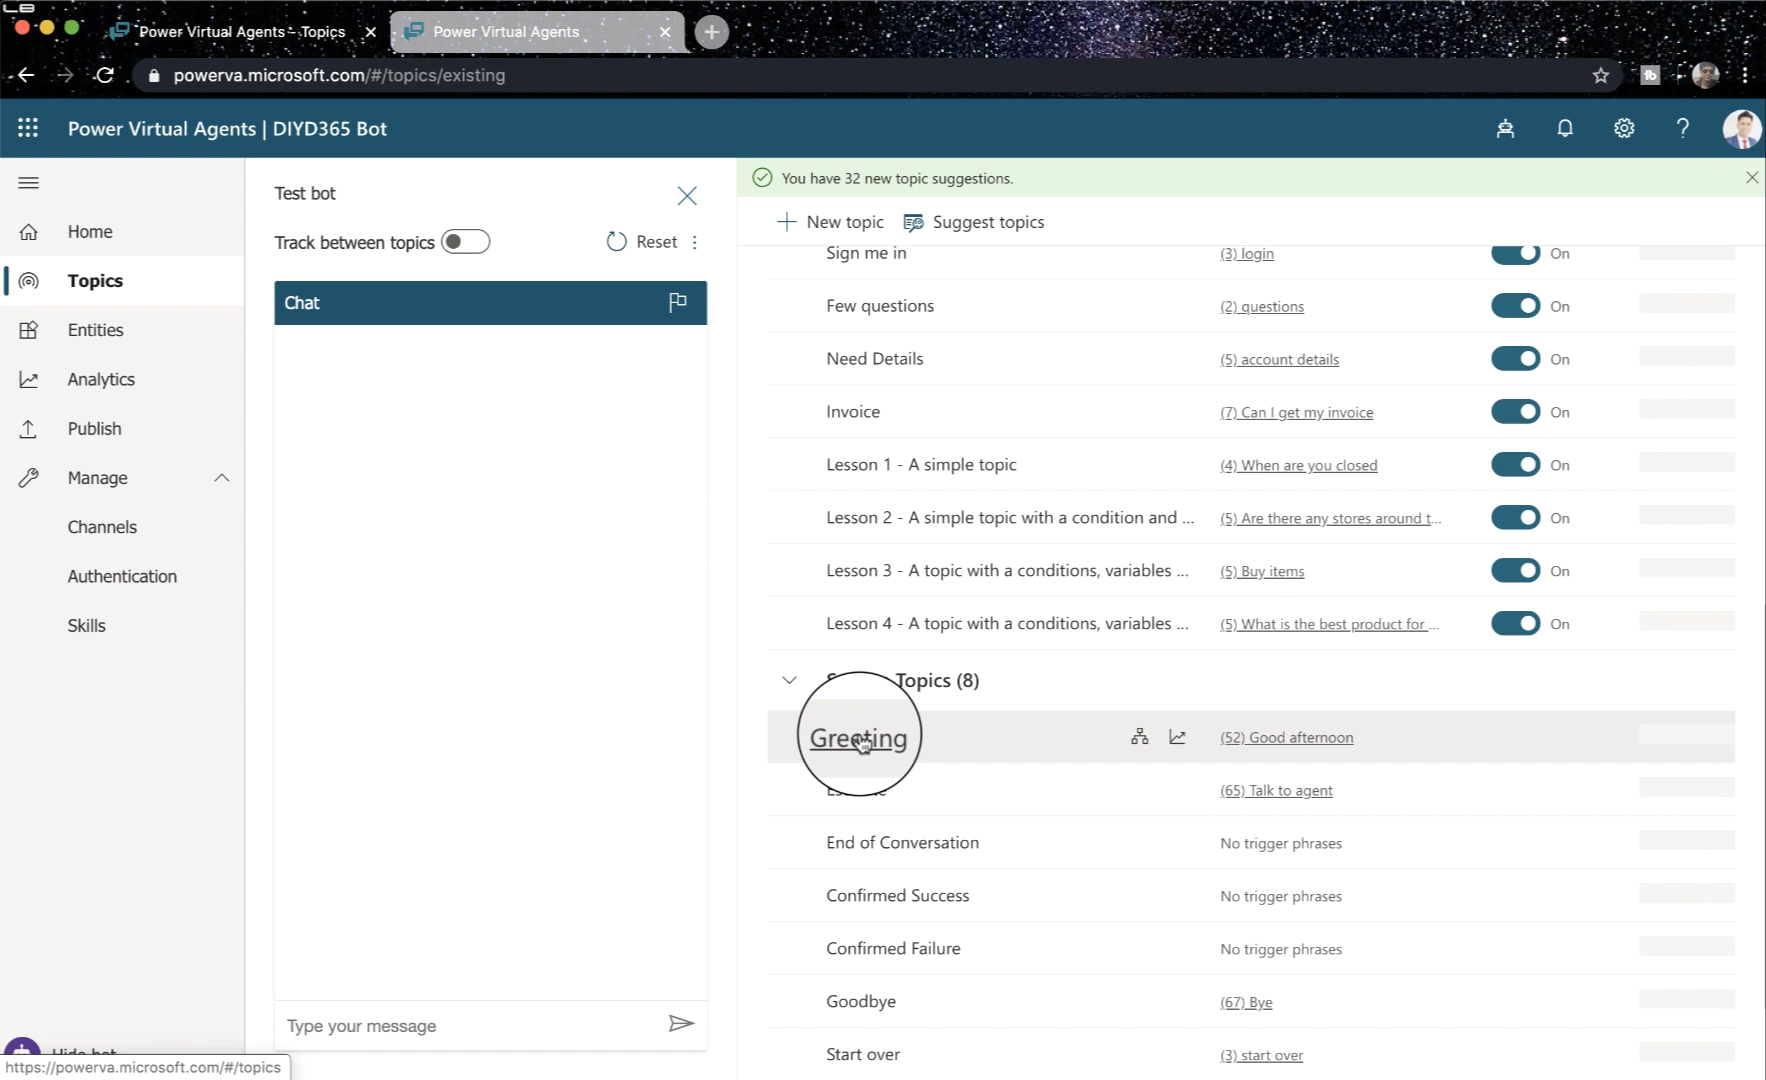 Power Virtual Agents - Topics
Power Virtual Agents
powerva.microsoft.com/#/topics/existing
Power Virtual Agents | DIYD365 Bot
Home
Topics
Entities
Analytics
Publish
Manage
Channels
Authentication
Skills
https://powerva.microsoft.com/#/topics
Test bot
Track between topics
Reset
Chat
Type your message
You have 32 new topic suggestions.
New topic
Suggest topics
Sign me in (3) login On
Few questions (2) questions On
Need Details (5) account details On
Invoice (7) Can I get my invoice On
Lesson 1 - A simple topic (4) When are you closed On
Lesson 2 - A simple topic with a condition and ... (5) Are there any stores around t... On
Lesson 3 - A topic with a conditions, variables ... (5) Buy items On
Lesson 4 - A topic with a conditions, variables ... (5) What is the best product for ... On
Topics (8)
Greeting (52) Good afternoon
(65) Talk to agent
End of Conversation No trigger phrases
Confirmed Success No trigger phrases
Confirmed Failure No trigger phrases
Goodbye (67) Bye
Start over (3) start over